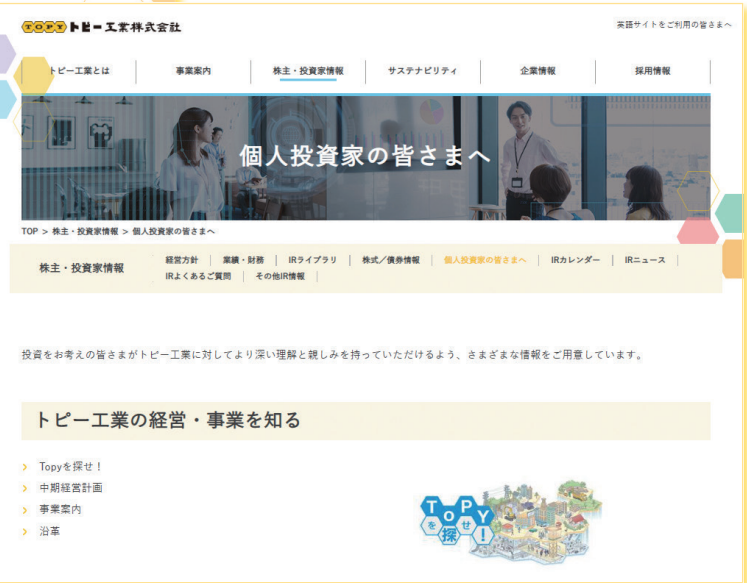 TOPY トピー工業株式会社
英語サイトをご利用の皆さまへ
トピー工業とは
事業案内
株主・投資家情報
サステナビリティ
企業情報
採用情報
個人投資家の皆さまへ
TOP > 株主・投資家情報 > 個人投資家の皆さまへ
株主・投資家情報
経営方針 | 業績・財務 | IRライブラリ | 株式／債券情報 | 個人投資家の皆さまへ | IRカレンダー | IRニュース |
IRよくあるご質問 | その他IR情報 |
投資をお考えの皆さまがトピー工業に対してより深い理解と親しみを持っていただけるよう、さまざまな情報をご用意しています。
トピー工業の経営・事業を知る
> Topyを探せ！
> 中期経営計画
> 事業案内
> 沿革
TOPY
を探せ！